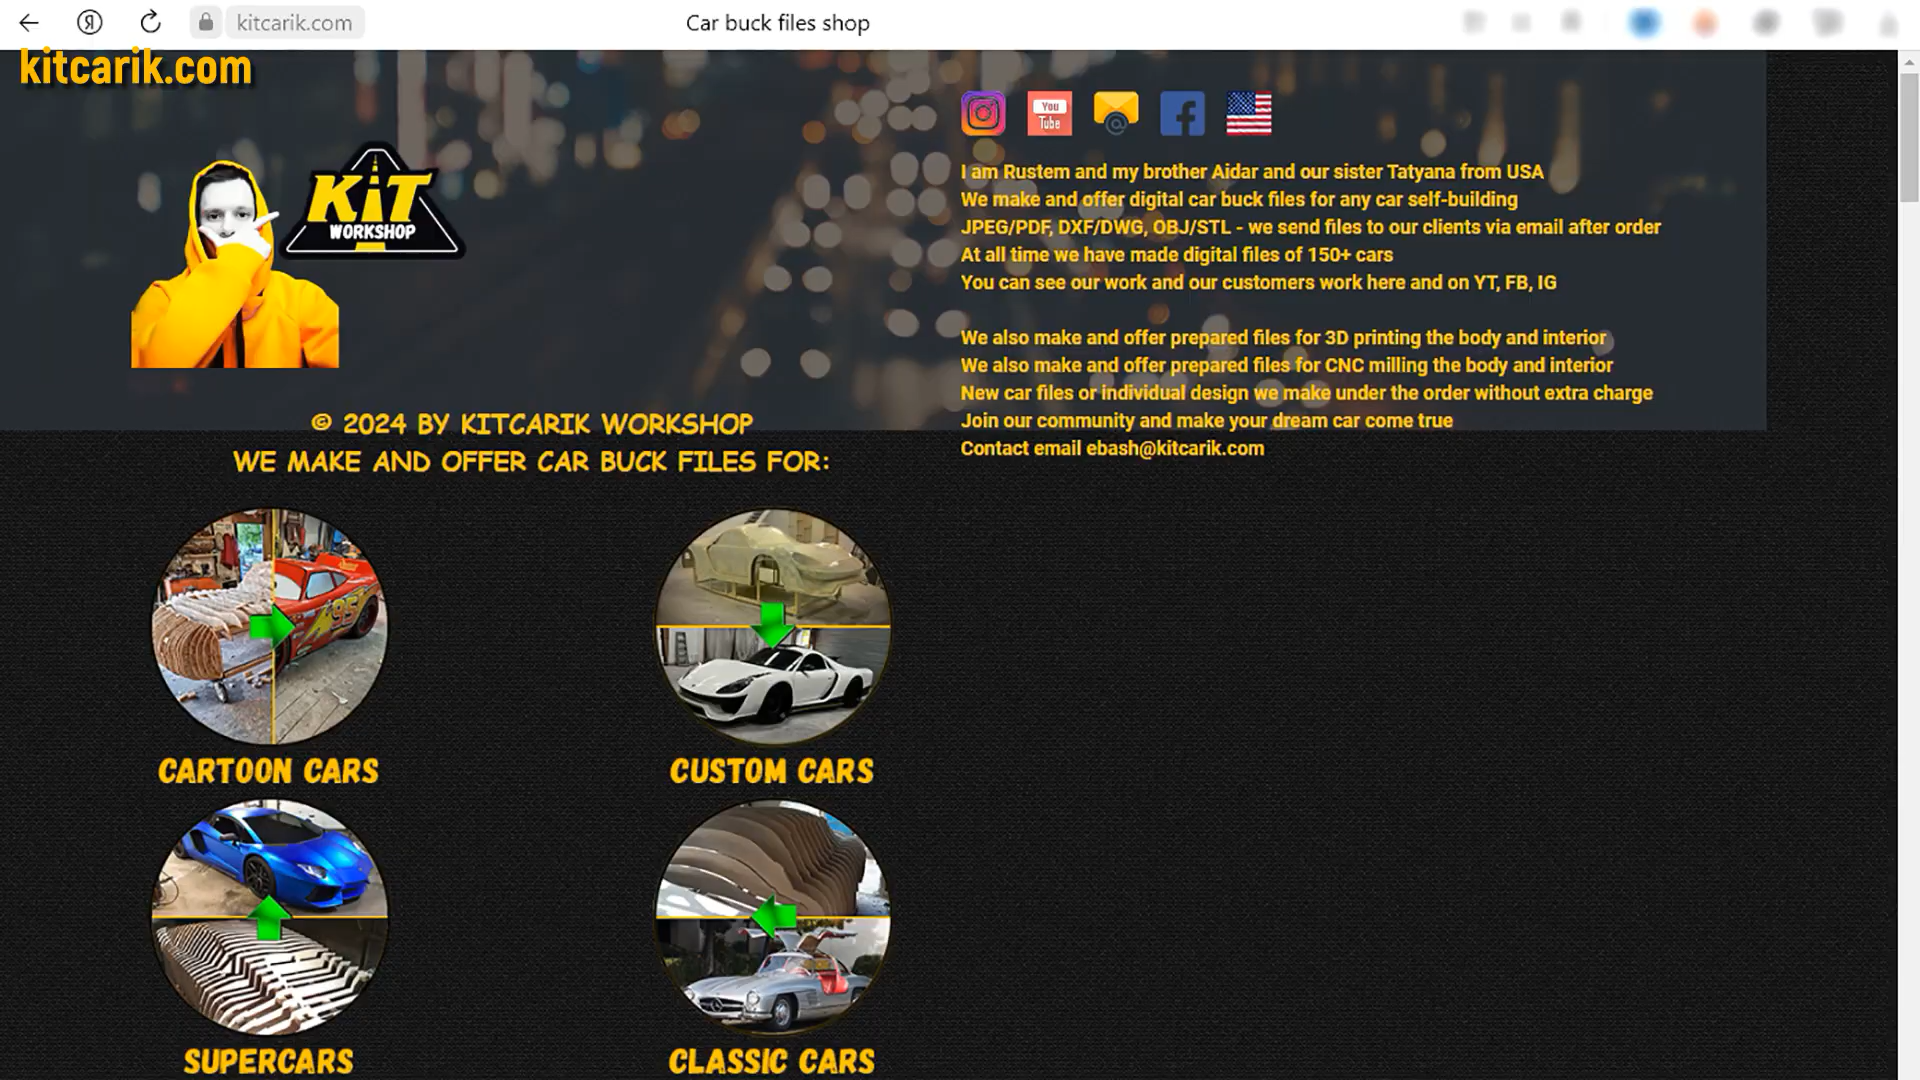 kitcarik.com
Car buck files shop
kitcarik.com
You
Tube
KiT
WORKSHOP
I am Rustem and my brother Aidar and our sister Tatyana from USA
We make and offer digital car buck files for any car self-building
JPEG/PDF, DXF/DWG, OBJ/STL - we send files to our clients via email after order
At all time we have made digital files of 150+ cars
You can see our work and our customers work here and on YT, FB, IG
We also make and offer prepared files for 3D printing the body and interior
We also make and offer prepared files for CNC milling the body and interior
New car files or individual design we make under the order without extra charge
Join our community and make your dream car come true
Contact email ebash@kitcarik.com
© 2024 BY KITCARIK WORKSHOP
WE MAKE AND OFFER CAR BUCK FILES FOR:
95
CARTOON CARS
CUSTOM CARS
SUPERCARS
CLASSIC CARS